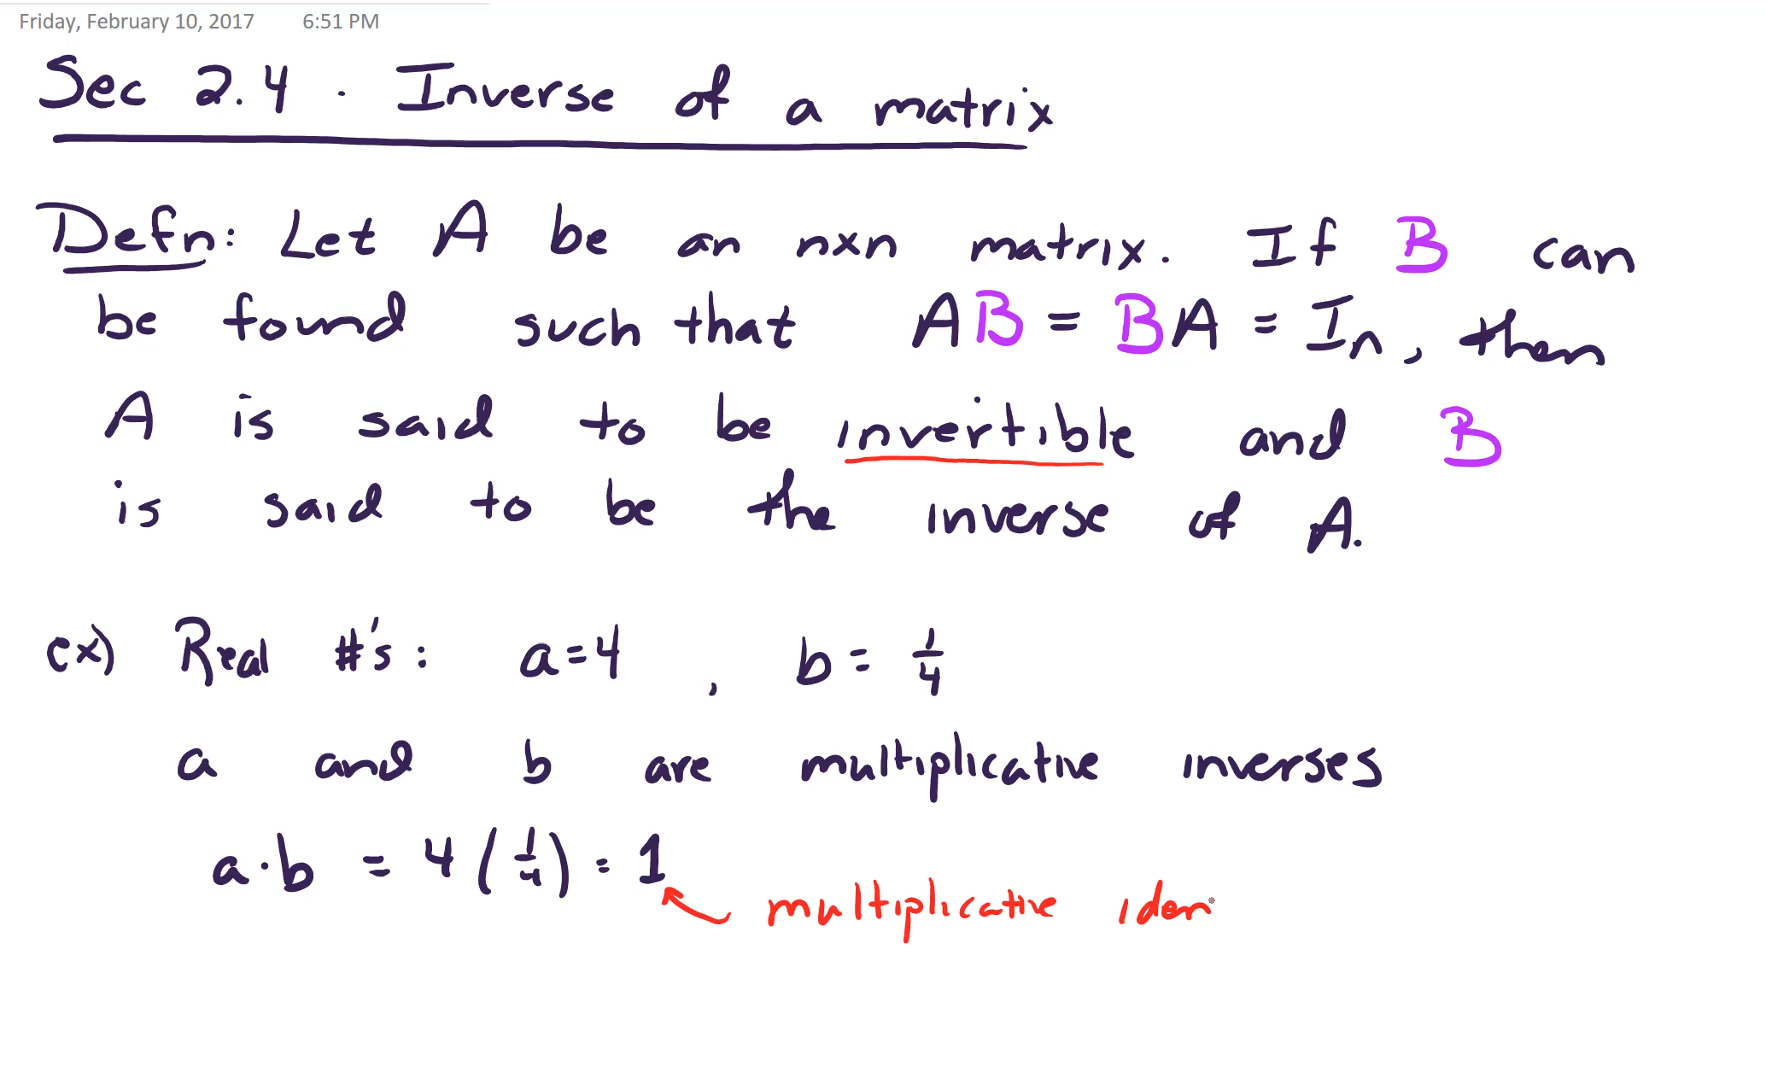 Friday, February 10, 2017 6:51 PM
Sec 2.4 . Inverse of a matrix
Defn: Let A be an nxn matrix. If B can
be found such that AB = BA = In, then
A is said to be invertible and B
is said to be the inverse of A.
ex) Real #'s: a=4 , b= 1/4
a and b are multiplicative inverses
a·b = 4 (1/4) = 1
multiplicative iden